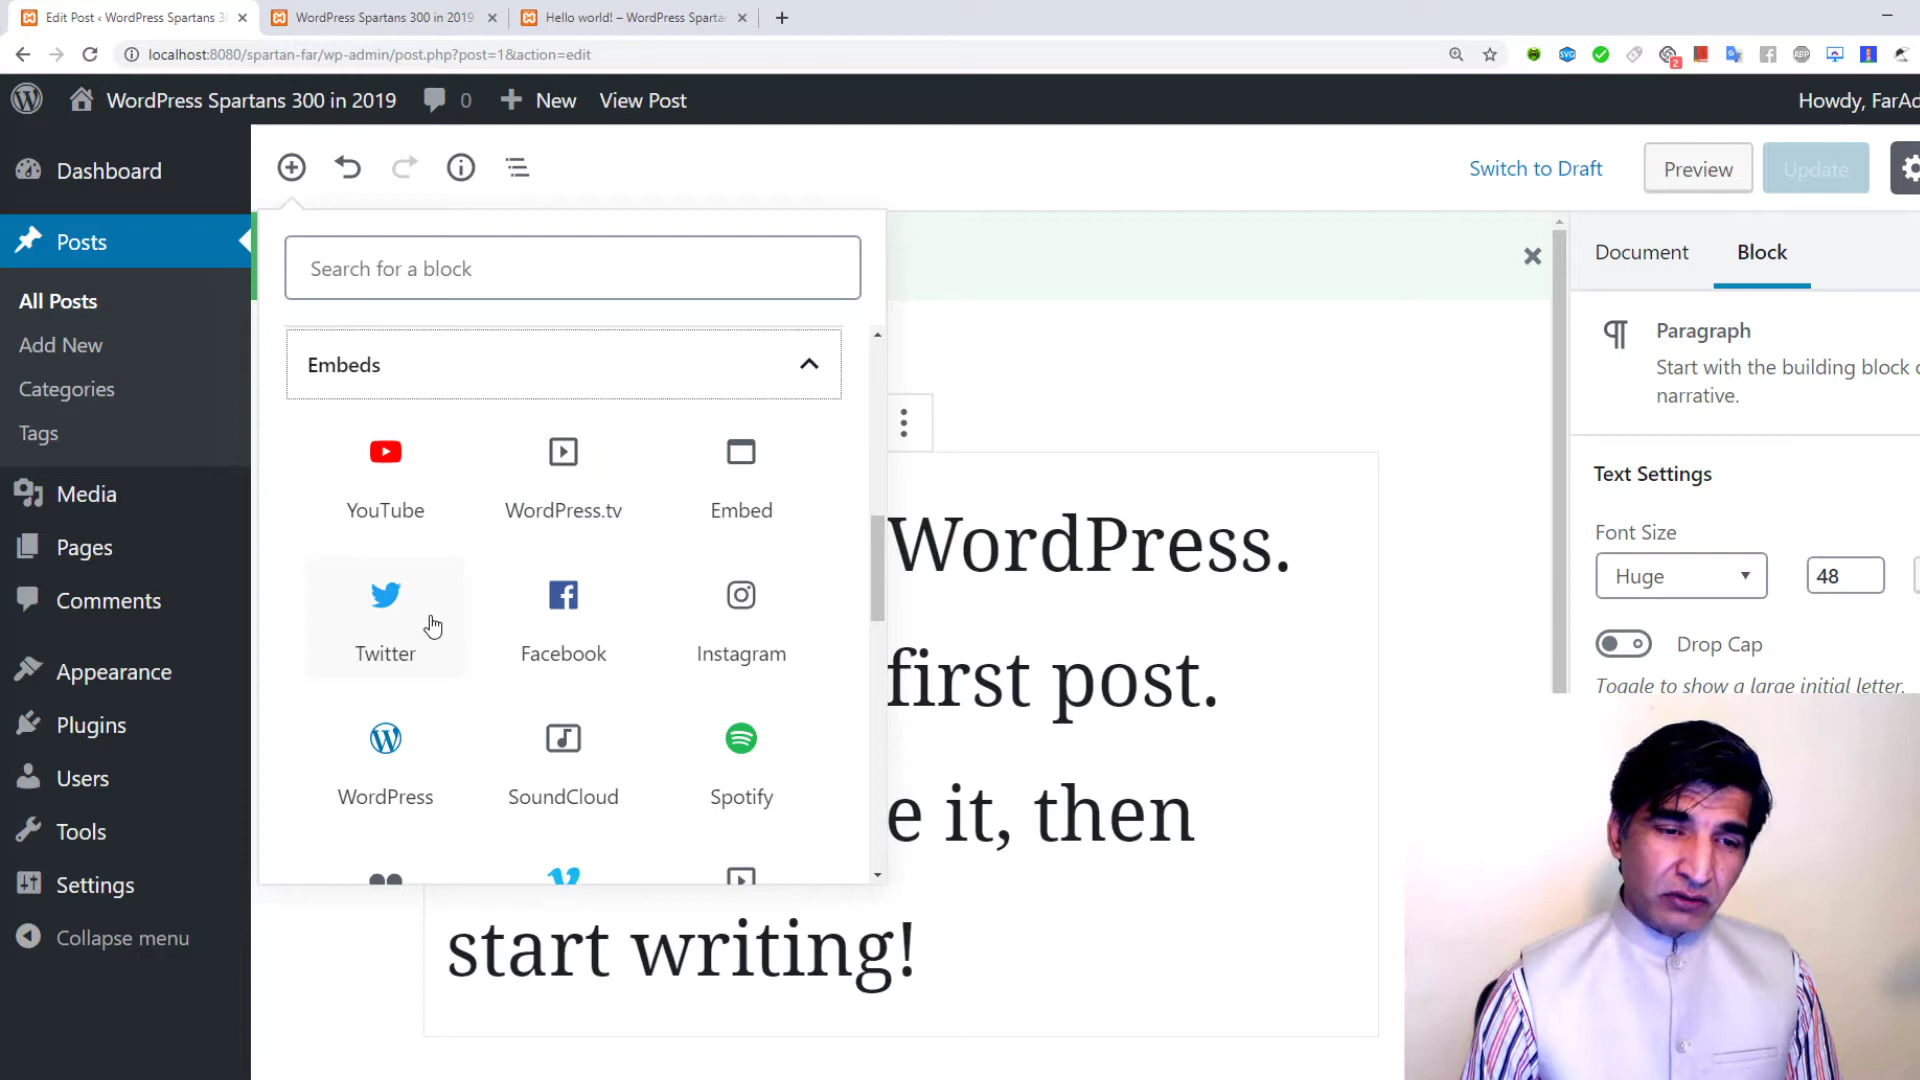 Edit Post ‹ WordPress Spartans 3
WordPress Spartans 300 in 2019
Hello world! – WordPress Sparta
localhost:8080/spartan-far/wp-admin/post.php?post=1&action=edit
2
WordPress Spartans 300 in 2019
0
New
View Post
Howdy, FarAd
Dashboard
Posts
All Posts
Add New
Categories
Tags
Media
Pages
Comments
Appearance
Plugins
Users
Tools
Settings
Collapse menu
Switch to Draft
Preview
Update
Search for a block
Embeds
YouTube
WordPress.tv
Embed
Twitter
Facebook
Instagram
WordPress
SoundCloud
Spotify
WordPress.
first post.
e it, then
start writing!
Document
Block
Paragraph
Start with the building block
narrative.
Text Settings
Font Size
Huge
48
Drop Cap
Toggle to show a large initial letter.